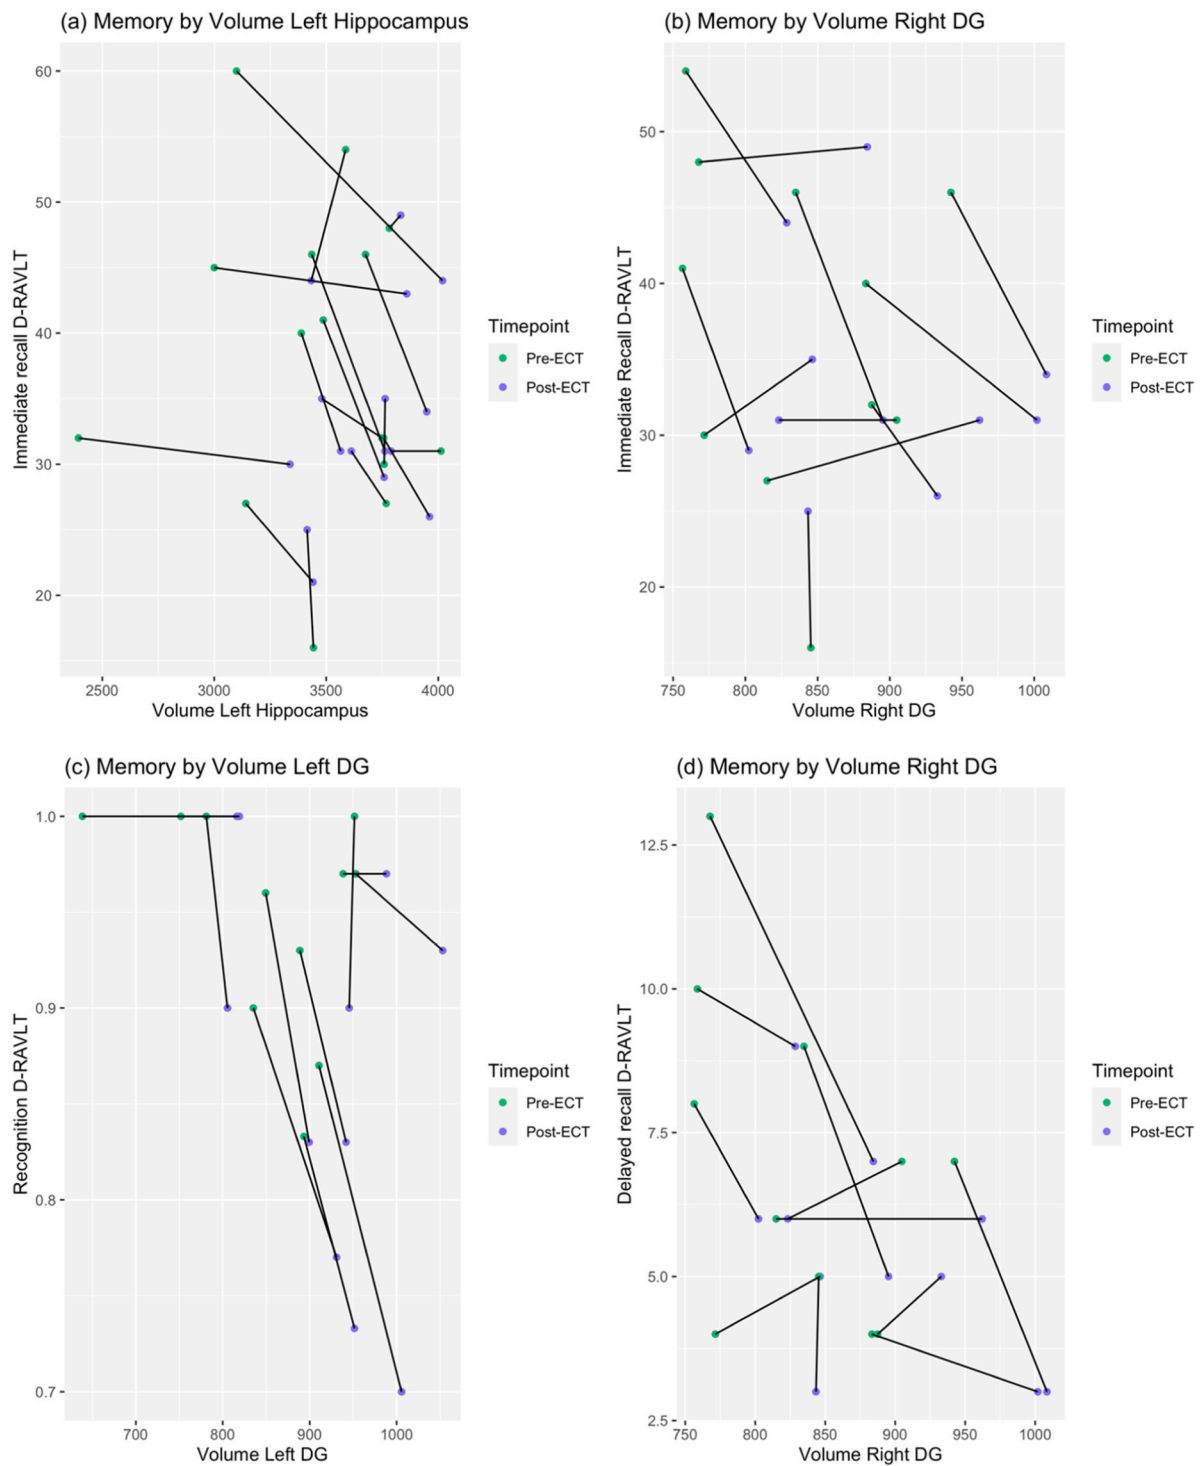 (a) Memory by Volume Left Hippocampus
60
50
40
30
20
Immediate recall D-RAVLT
2500 3000 3500 4000
Volume Left Hippocampus
Timepoint
Pre-ECT
Post-ECT
(b) Memory by Volume Right DG
50
40
30
20
Immediate Recall D-RAVLT
750 800 850 900 950 1000
Volume Right DG
Timepoint
Pre-ECT
Post-ECT
(c) Memory by Volume Left DG
1.0
0.9
0.8
0.7
Recognition D-RAVLT
700 800 900 1000
Volume Left DG
Timepoint
Pre-ECT
Post-ECT
(d) Memory by Volume Right DG
12.5
10.0
7.5
5.0
2.5
Delayed recall D-RAVLT
750 800 850 900 950 1000
Volume Right DG
Timepoint
Pre-ECT
Post-ECT